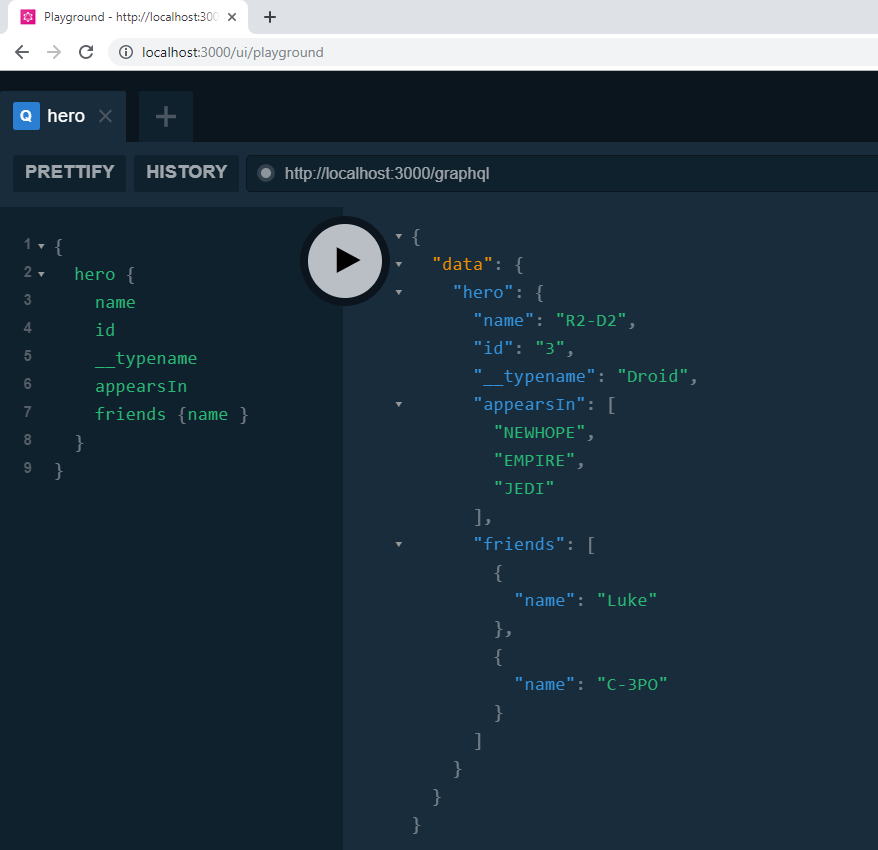 Playground - http://localhost:300
localhost:3000/ui/playground
Q hero
PRETTIFY HISTORY http://localhost:3000/graphql
1 {
2 hero {
3 name
4 id
5 __typename
6 appearsIn
7 friends {name }
8 }
9 }
{
"data": {
"hero": {
"name": "R2-D2",
"id": "3",
"__typename": "Droid",
"appearsIn": [
"NEWHOPE",
"EMPIRE",
"JEDI"
],
"friends": [
{
"name": "Luke"
},
{
"name": "C-3PO"
}
]
}
}
}